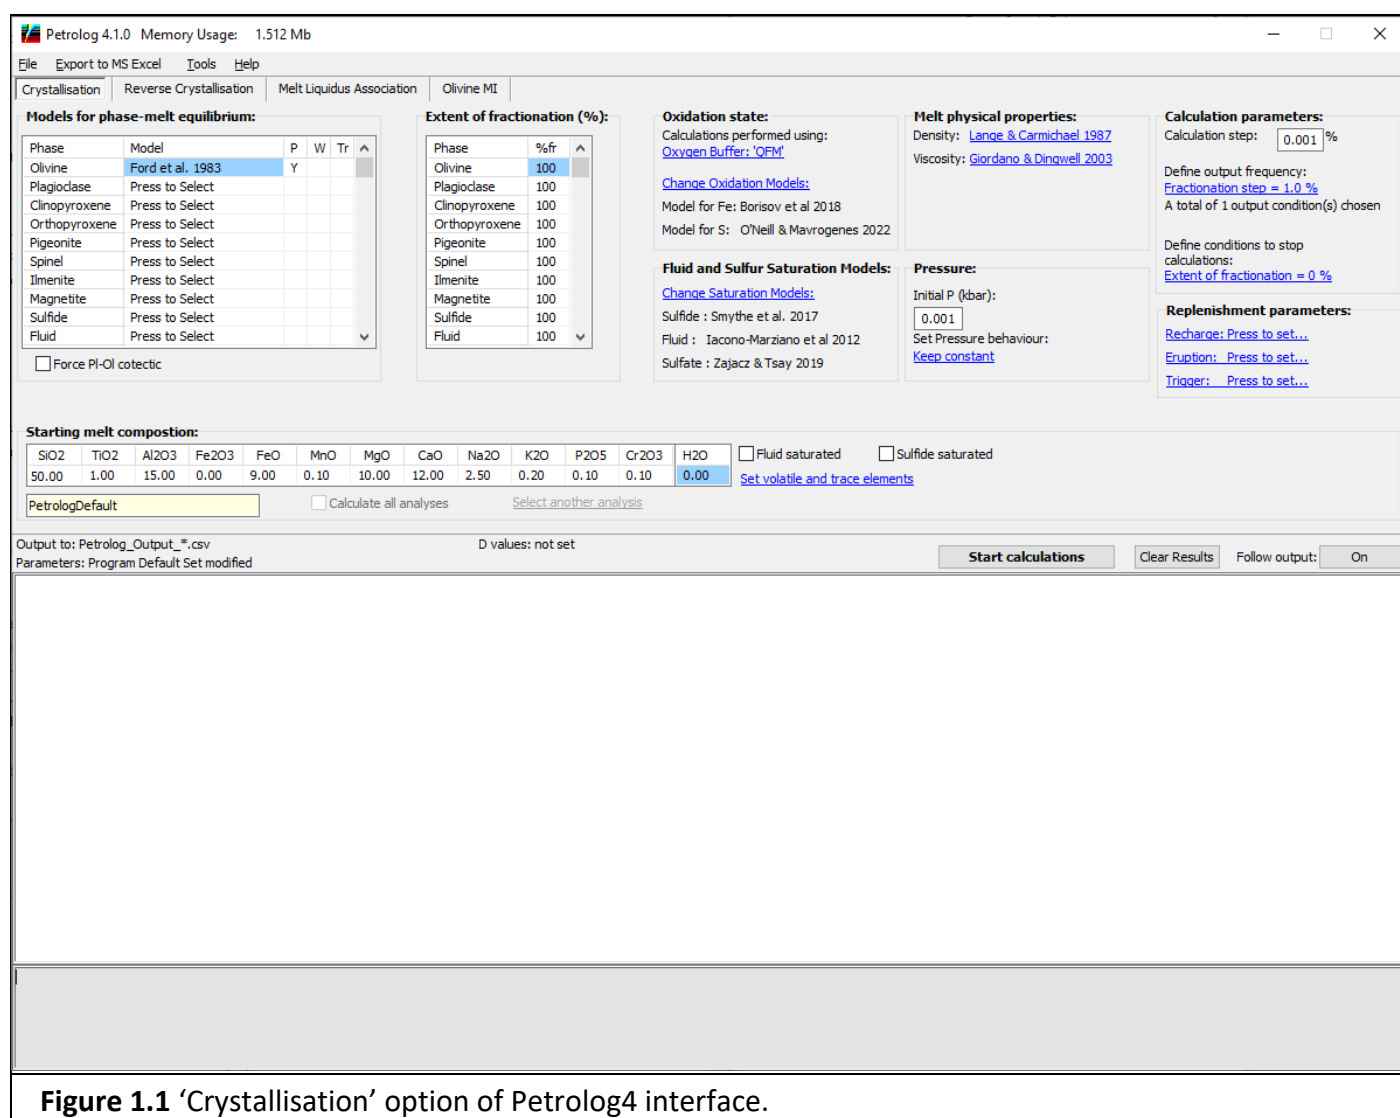 Petrolog 4.1.0 Memory Usage: 1.512 Mb
File Export to MS Excel Tools Help
Crystallisation Reverse Crystallisation Melt Liquidus Association Olivine MI
Models for phase-melt equilibrium:
Phase Model P W Tr
Olivine Ford et al. 1983 Y
Plagioclase Press to Select
Clinopyroxene Press to Select
Orthopyroxene Press to Select
Pigeonite Press to Select
Spinel Press to Select
Ilmenite Press to Select
Magnetite Press to Select
Sulfide Press to Select
Fluid Press to Select
Force Pl-Ol cotectic
Extent of fractionation (%):
Phase %fr
Olivine 100
Plagioclase 100
Clinopyroxene 100
Orthopyroxene 100
Pigeonite 100
Spinel 100
Ilmenite 100
Magnetite 100
Sulfide 100
Fluid 100
Oxidation state:
Calculations performed using:
Oxygen Buffer: 'QFM'
Change Oxidation Models:
Model for Fe: Borisov et al 2018
Model for S: O'Neill & Mavrogenes 2022
Fluid and Sulfur Saturation Models:
Change Saturation Models:
Sulfide : Smythe et al. 2017
Fluid : Iacono-Marziano et al 2012
Sulfate : Zajacz & Tsay 2019
Melt physical properties:
Density: Lange & Carmichael 1987
Viscosity: Giordano & Dingwell 2003
Pressure:
Initial P (kbar):
0.001
Set Pressure behaviour:
Keep constant
Calculation parameters:
Calculation step: 0.001 %
Define output frequency:
Fractionation step = 1.0 %
A total of 1 output condition(s) chosen
Define conditions to stop
calculations:
Extent of fractionation = 0 %
Replenishment parameters:
Recharge: Press to set...
Eruption: Press to set...
Trigger: Press to set...
Starting melt compostion:
SiO2 TiO2 Al2O3 Fe2O3 FeO MnO MgO CaO Na2O K2O P2O5 Cr2O3 H2O
50.00 1.00 15.00 0.00 9.00 0.10 10.00 12.00 2.50 0.20 0.10 0.10 0.00
Fluid saturated Sulfide saturated
Set volatile and trace elements
PetrologDefault Calculate all analyses Select another analysis
Output to: Petrolog_Output_*.csv D values: not set
Parameters: Program Default Set modified
Start calculations Clear Results Follow output: On
Figure 1.1 ‘Crystallisation’ option of Petrolog4 interface.